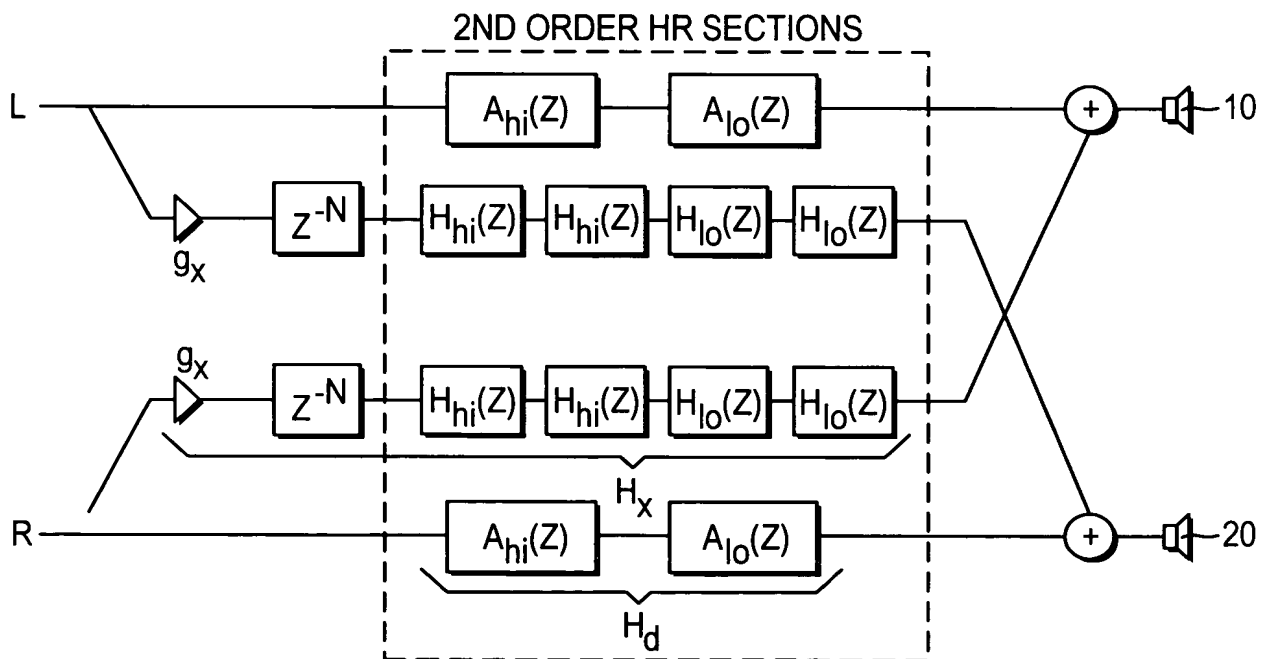 2ND ORDER HR SECTIONS
L A_hi(Z) A_lo(Z) + 10
g_x Z^-N H_hi(Z) H_hi(Z) H_lo(Z) H_lo(Z)
g_x Z^-N H_hi(Z) H_hi(Z) H_lo(Z) H_lo(Z)
H_x
R A_hi(Z) A_lo(Z) + 20
H_d